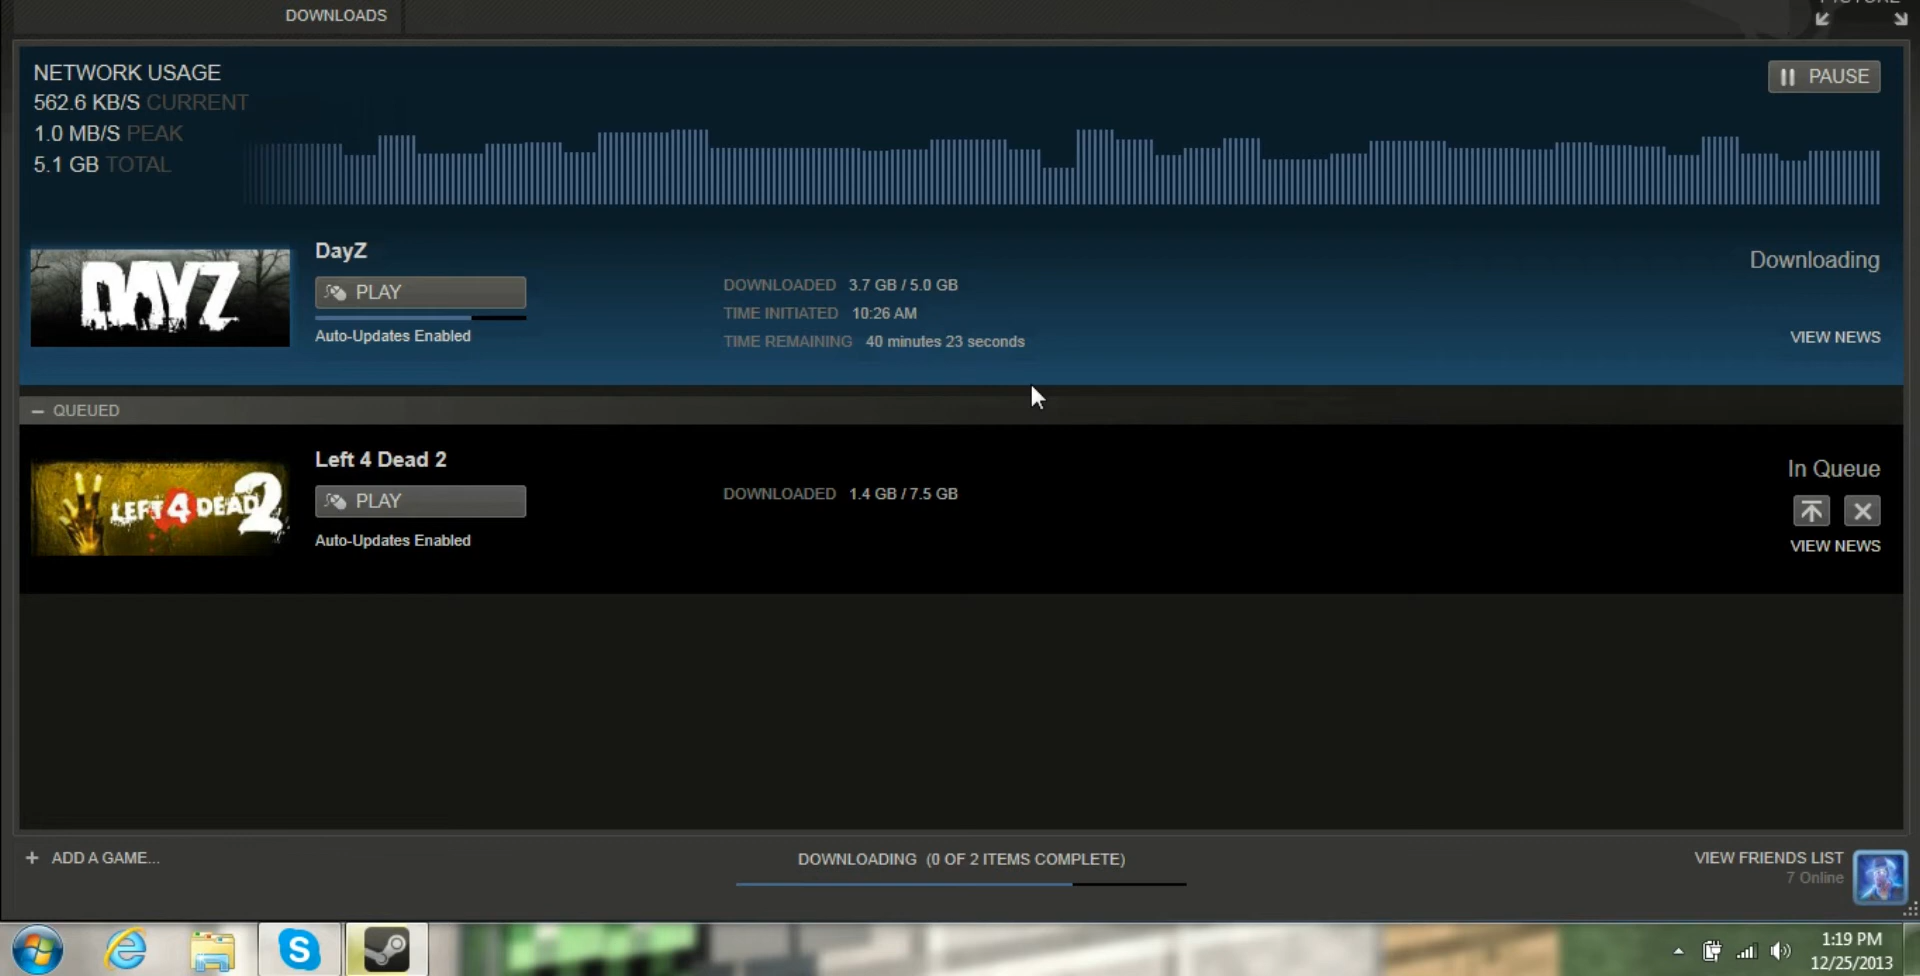 DOWNLOADS
NETWORK USAGE
562.6 KB/S CURRENT
1.0 MB/S PEAK
5.1 GB TOTAL
PAUSE
DAYZ
DayZ
PLAY
Auto-Updates Enabled
DOWNLOADED 3.7 GB / 5.0 GB
TIME INITIATED 10:26 AM
TIME REMAINING 40 minutes 23 seconds
Downloading
VIEW NEWS
QUEUED
LEFT 4 DEAD 2
Left 4 Dead 2
PLAY
Auto-Updates Enabled
DOWNLOADED 1.4 GB / 7.5 GB
In Queue
VIEW NEWS
+ ADD A GAME...
DOWNLOADING (0 OF 2 ITEMS COMPLETE)
VIEW FRIENDS LIST
7 Online
1:19 PM
12/25/2013